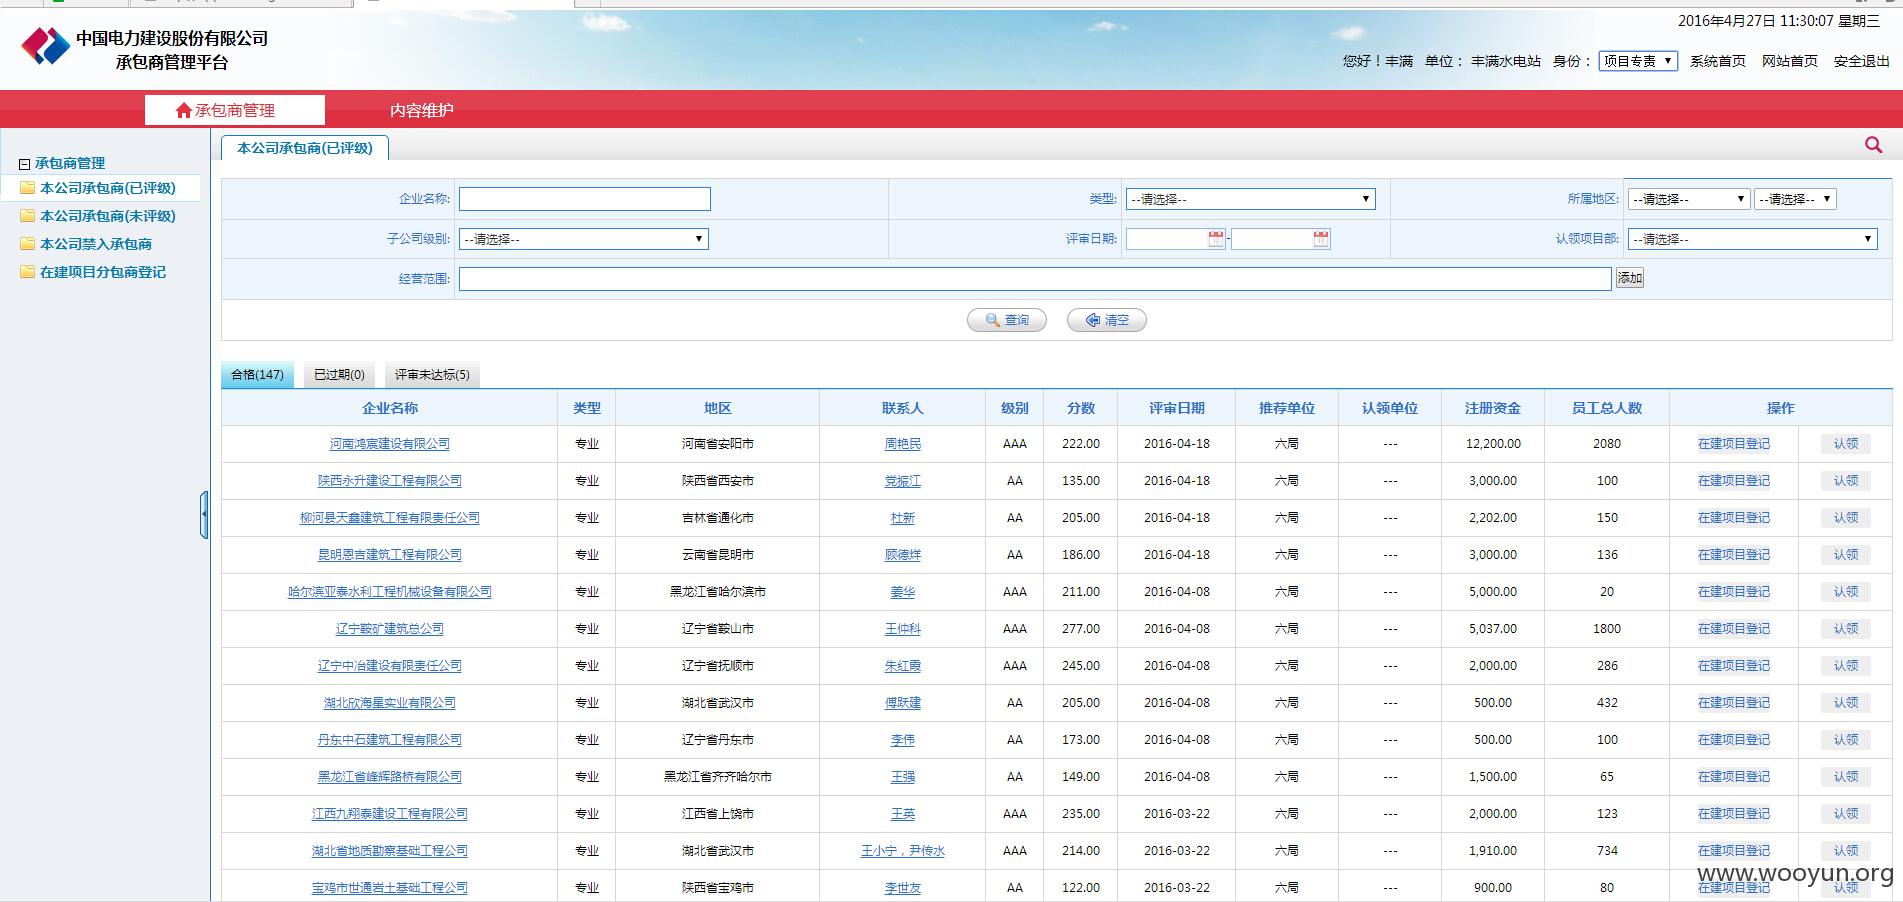 2016年4月27日 11:30:07 星期三
中国电力建设股份有限公司
承包商管理平台
您好！丰满 单位： 丰满水电站 身份： 项目专责 系统首页 网站首页 安全退出
承包商管理 内容维护
承包商管理
本公司承包商(已评级)
本公司承包商(未评级)
本公司禁入承包商
在建项目分包商登记
本公司承包商(已评级)
企业名称: 类型: --请选择-- 所属地区: --请选择-- --请选择--
子公司级别: --请选择-- 评审日期: - 认领项目部: --请选择--
经营范围: 添加
查询 清空
合格(147) 已过期(0) 评审未达标(5)
企业名称 类型 地区 联系人 级别 分数 评审日期 推荐单位 认领单位 注册资金 员工总人数 操作
河南鸿宸建设有限公司 专业 河南省安阳市 周艳民 AAA 222.00 2016-04-18 六局 --- 12,200.00 2080 在建项目登记 认领
陕西永升建设工程有限公司 专业 陕西省西安市 党振江 AA 135.00 2016-04-18 六局 --- 3,000.00 100 在建项目登记 认领
柳河县天鑫建筑工程有限责任公司 专业 吉林省通化市 杜新 AA 205.00 2016-04-18 六局 --- 2,202.00 150 在建项目登记 认领
昆明恩吉建筑工程有限公司 专业 云南省昆明市 顾德烊 AA 186.00 2016-04-18 六局 --- 3,000.00 136 在建项目登记 认领
哈尔滨亚泰水利工程机械设备有限公司 专业 黑龙江省哈尔滨市 姜华 AAA 211.00 2016-04-08 六局 --- 5,000.00 20 在建项目登记 认领
辽宁鞍矿建筑总公司 专业 辽宁省鞍山市 王仲科 AAA 277.00 2016-04-08 六局 --- 5,037.00 1800 在建项目登记 认领
辽宁中冶建设有限责任公司 专业 辽宁省抚顺市 朱红霞 AAA 245.00 2016-04-08 六局 --- 2,000.00 286 在建项目登记 认领
湖北欣海星实业有限公司 专业 湖北省武汉市 傅跃建 AA 205.00 2016-04-08 六局 --- 500.00 432 在建项目登记 认领
丹东中石建筑工程有限公司 专业 辽宁省丹东市 李伟 AA 173.00 2016-04-08 六局 --- 500.00 100 在建项目登记 认领
黑龙江省峰辉路桥有限公司 专业 黑龙江省齐齐哈尔市 王强 AA 149.00 2016-04-08 六局 --- 1,500.00 65 在建项目登记 认领
江西九翔泰建设工程有限公司 专业 江西省上饶市 王英 AAA 235.00 2016-03-22 六局 --- 2,000.00 123 在建项目登记 认领
湖北省地质勘察基础工程公司 专业 湖北省武汉市 王小宁，尹传水 AAA 214.00 2016-03-22 六局 --- 1,910.00 734 在建项目登记 认领
宝鸡市世通岩土基础工程公司 专业 陕西省宝鸡市 李世友 AA 122.00 2016-03-22 六局 --- 900.00 80 在建项目登记 认领
www.wooyun.org